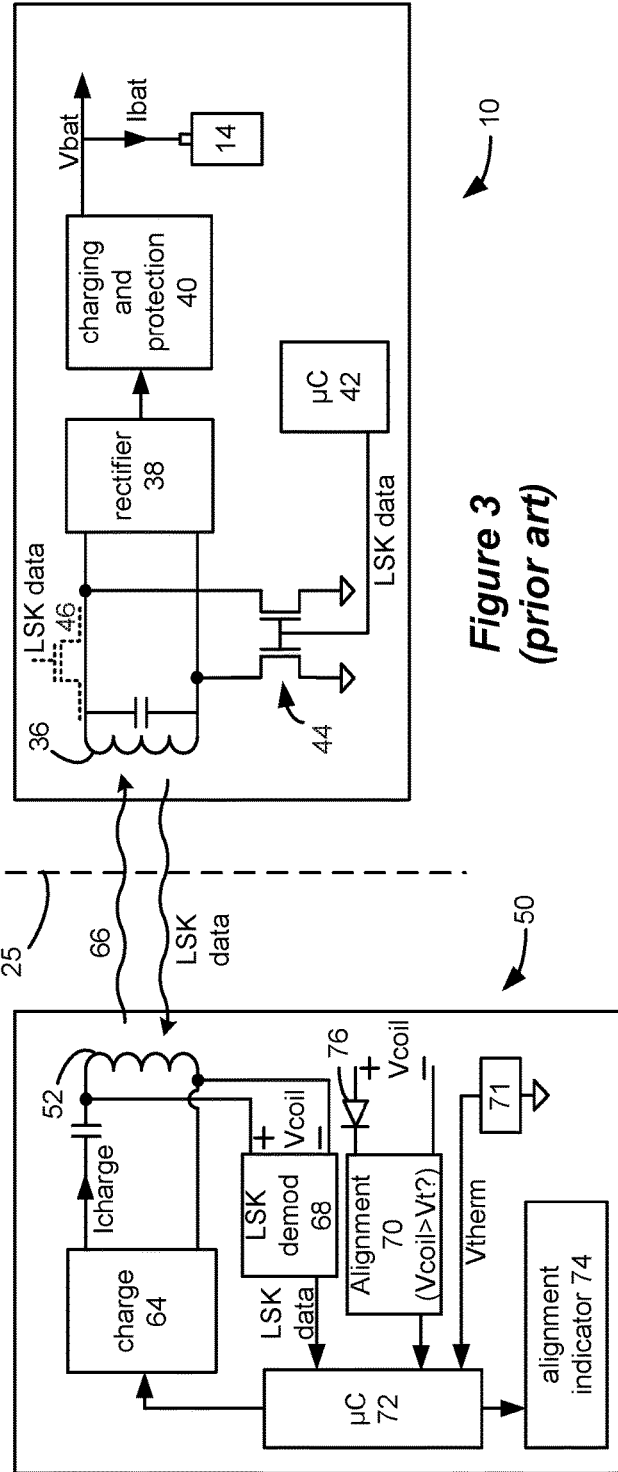 25
66
LSK
data
50
10
Icharge
52
charge
64
+
Vcoil
–
LSK
demod
68
LSK
data
76
+
Vcoil
–
Alignment
70
(Vcoil>Vt?)
µC
72
Vtherm
71
alignment
indicator 74
36
LSK data
46
44
rectifier
38
charging
and
protection
40
Vbat
Ibat
14
µC
42
LSK data
Figure 3
(prior art)